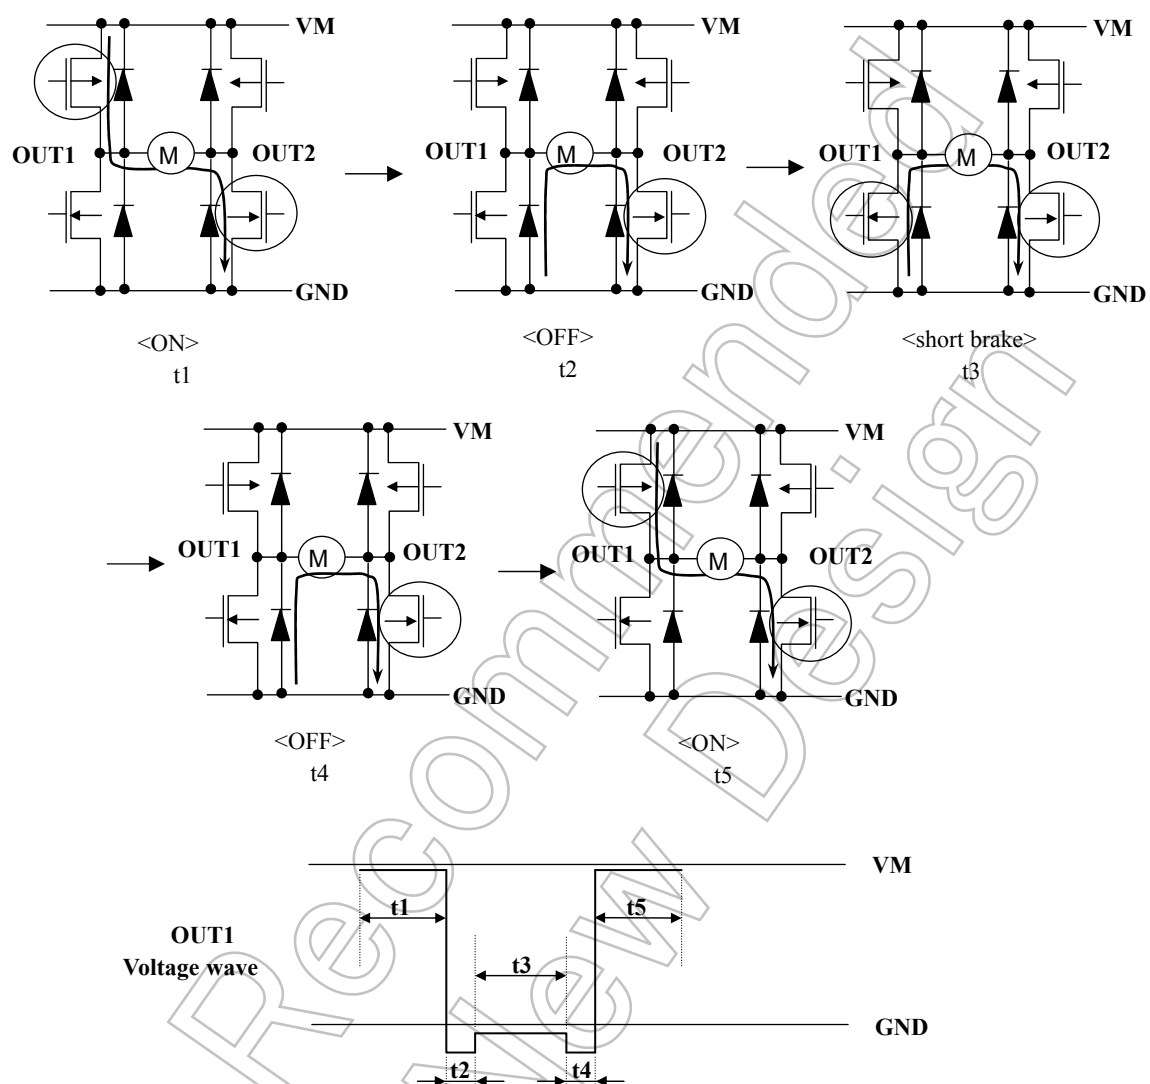 VM VM VM
OUT1 M OUT2 OUT1 M OUT2 OUT1 M OUT2
GND GND GND
<ON> <OFF> <short brake>
t1 t2 t3
VM VM
OUT1 M OUT2 OUT1 M OUT2
GND GND
<OFF> <ON>
t4 t5
VM
t1 t5
OUT1
Voltage wave
t3
GND
t2 t4
Recommended
New Design